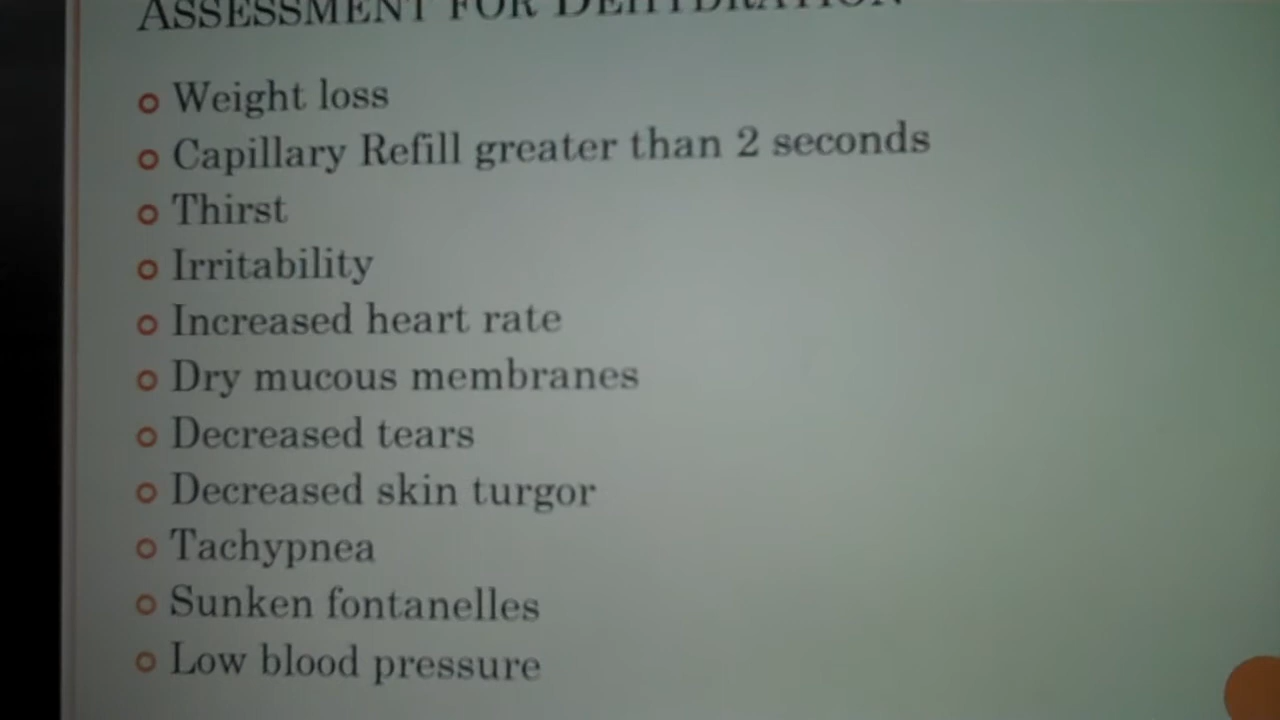 ASSESSMENT FOR DEHYDRATION
Weight loss
Capillary Refill greater than 2 seconds
Thirst
Irritability
Increased heart rate
Dry mucous membranes
Decreased tears
Decreased skin turgor
Tachypnea
Sunken fontanelles
Low blood pressure